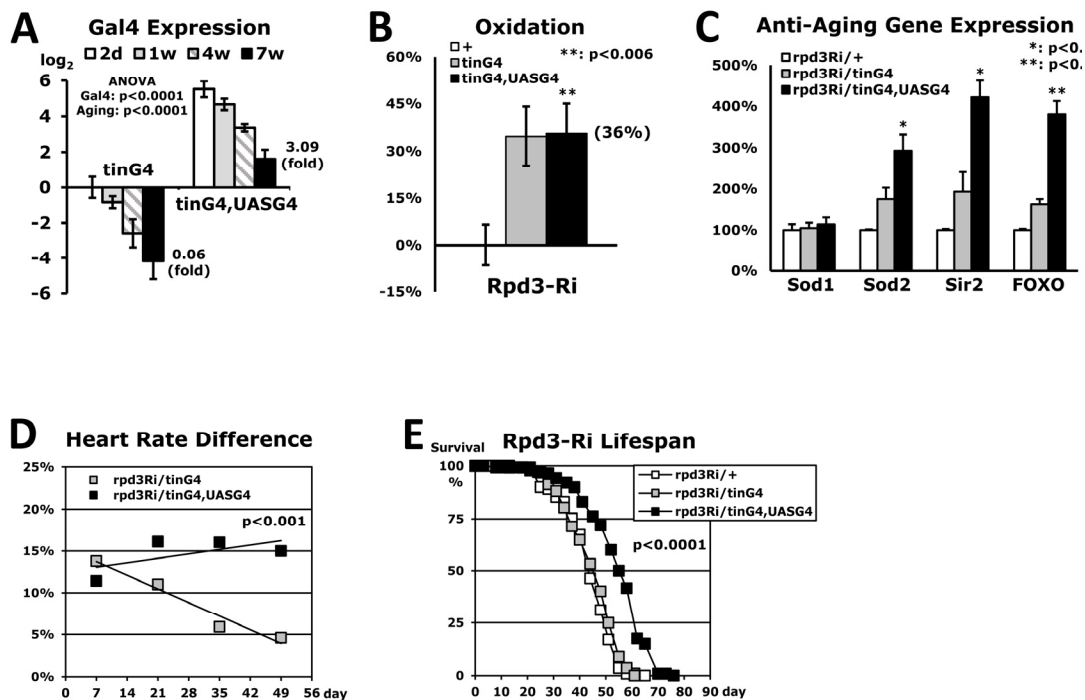 A
Gal4 Expression
log2
2d 1w 4w 7w
6
4
2
0
-2
-4
-6
ANOVA
Gal4: p<0.0001
Aging: p<0.0001
tinG4
3.09
(fold)
tinG4,UASG4
0.06
(fold)
B
Oxidation
+
tinG4
tinG4,UASG4
**: p<0.006
60%
45%
30%
15%
0%
-15%
**
(36%)
Rpd3-Ri
C
Anti-Aging Gene Expression
rpd3Ri/+
rpd3Ri/tinG4
rpd3Ri/tinG4,UASG4
*: p<0.
**: p<0.
500%
400%
300%
200%
100%
0%
*
*
**
Sod1 Sod2 Sir2 FOXO
D
Heart Rate Difference
25%
20%
15%
10%
5%
0%
rpd3Ri/tinG4
rpd3Ri/tinG4,UASG4
p<0.001
0 7 14 21 28 35 42 49 56 day
E
Survival
Rpd3-Ri Lifespan
100
%
75
50
25
0
rpd3Ri/+
rpd3Ri/tinG4
rpd3Ri/tinG4,UASG4
p<0.0001
0 10 20 30 40 50 60 70 80 90
day